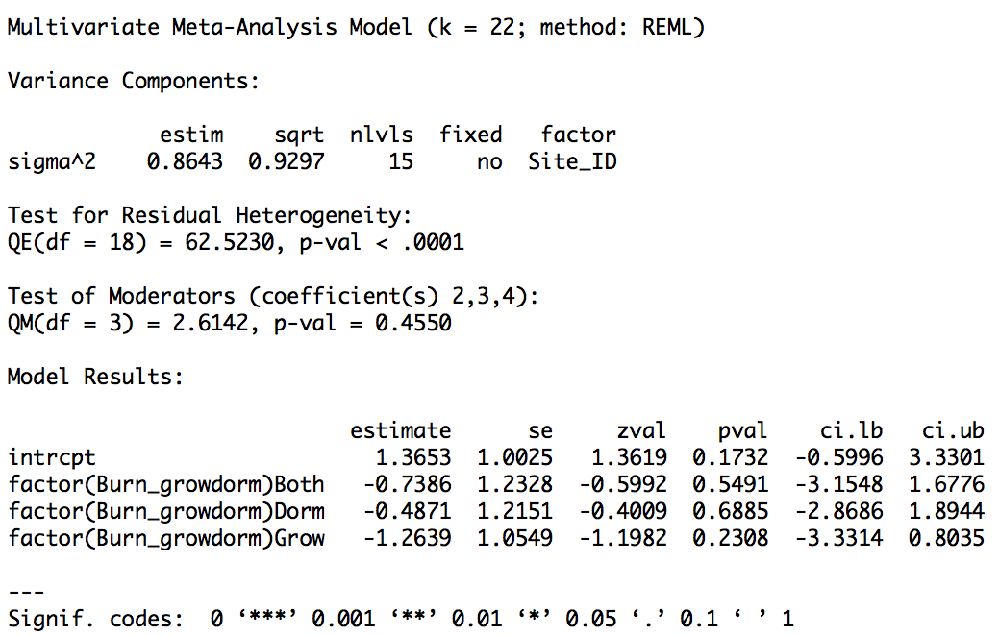 Multivariate Meta-Analysis Model (k = 22; method: REML)
Variance Components:
estim sqrt nlvls fixed factor
sigma^2 0.8643 0.9297 15 no Site_ID
Test for Residual Heterogeneity:
QE(df = 18) = 62.5230, p-val < .0001
Test of Moderators (coefficient(s) 2,3,4):
QM(df = 3) = 2.6142, p-val = 0.4550
Model Results:
estimate se zval pval ci.lb ci.ub
intrcpt 1.3653 1.0025 1.3619 0.1732 -0.5996 3.3301
factor(Burn_growdorm)Both -0.7386 1.2328 -0.5992 0.5491 -3.1548 1.6776
factor(Burn_growdorm)Dorm -0.4871 1.2151 -0.4009 0.6885 -2.8686 1.8944
factor(Burn_growdorm)Grow -1.2639 1.0549 -1.1982 0.2308 -3.3314 0.8035
---
Signif. codes: 0 ‘***’ 0.001 ‘**’ 0.01 ‘*’ 0.05 ‘.’ 0.1 ‘ ’ 1